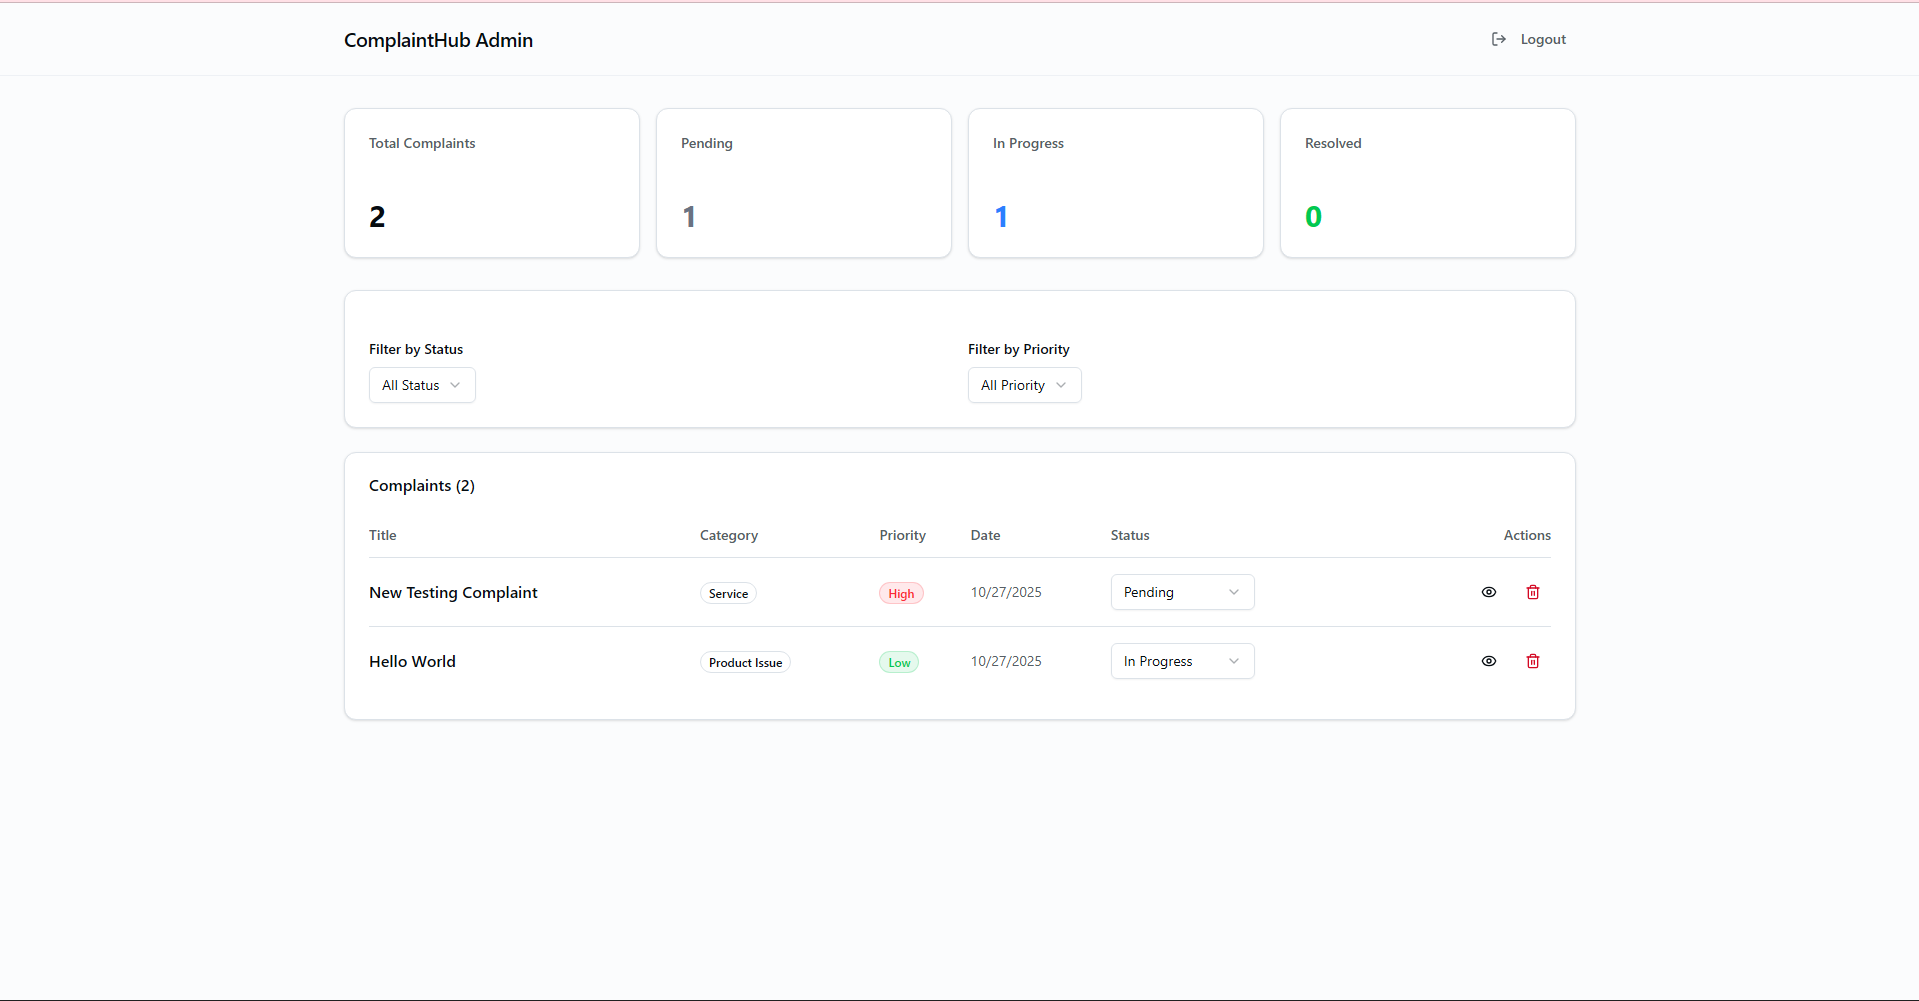 ComplaintHub Admin
Logout
Total Complaints
2
Pending
1
In Progress
1
Resolved
0
Filter by Status
All Status
Filter by Priority
All Priority
Complaints (2)
Title Category Priority Date Status Actions
New Testing Complaint Service High 10/27/2025 Pending
Hello World Product Issue Low 10/27/2025 In Progress